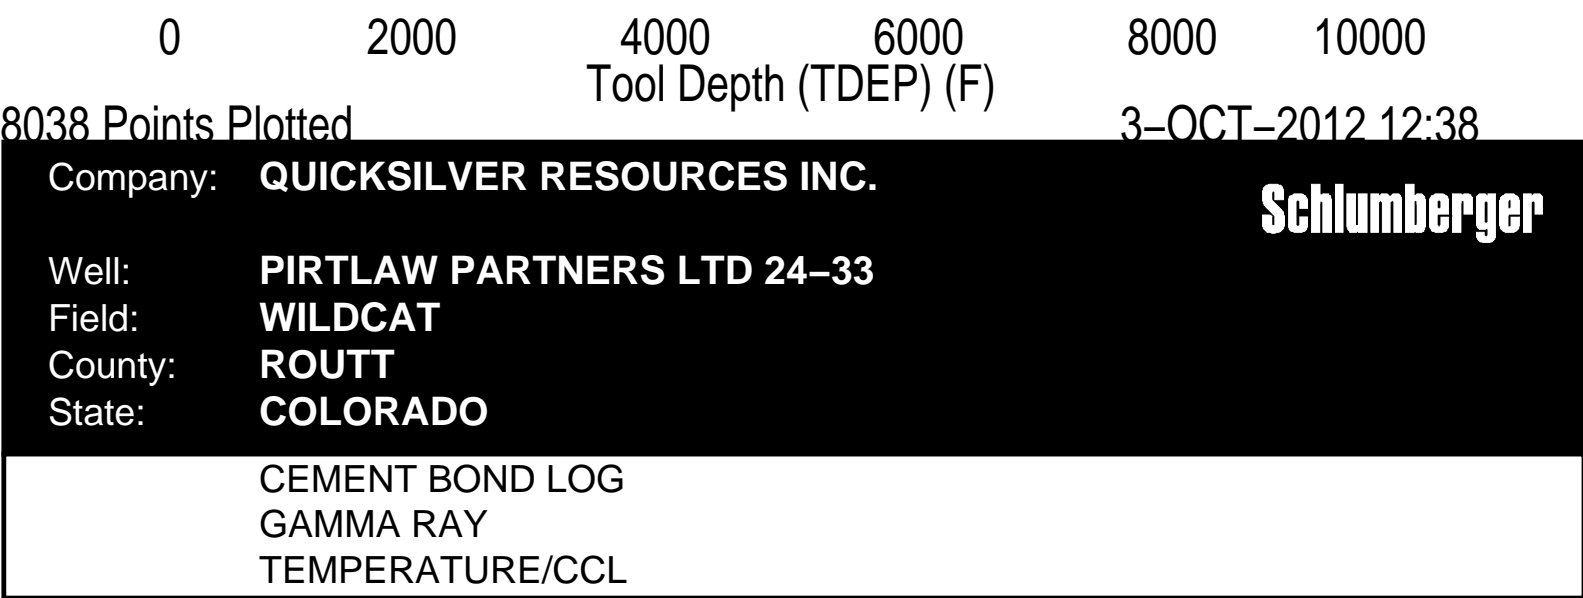 0 2000 4000 6000 8000 10000
Tool Depth (TDEP) (F)
8038 Points Plotted 3–OCT–2012 12:38
Company: QUICKSILVER RESOURCES INC.
Schlumberger
Well: PIRTLAW PARTNERS LTD 24–33
Field: WILDCAT
County: ROUTT
State: COLORADO
CEMENT BOND LOG
GAMMA RAY
TEMPERATURE/CCL